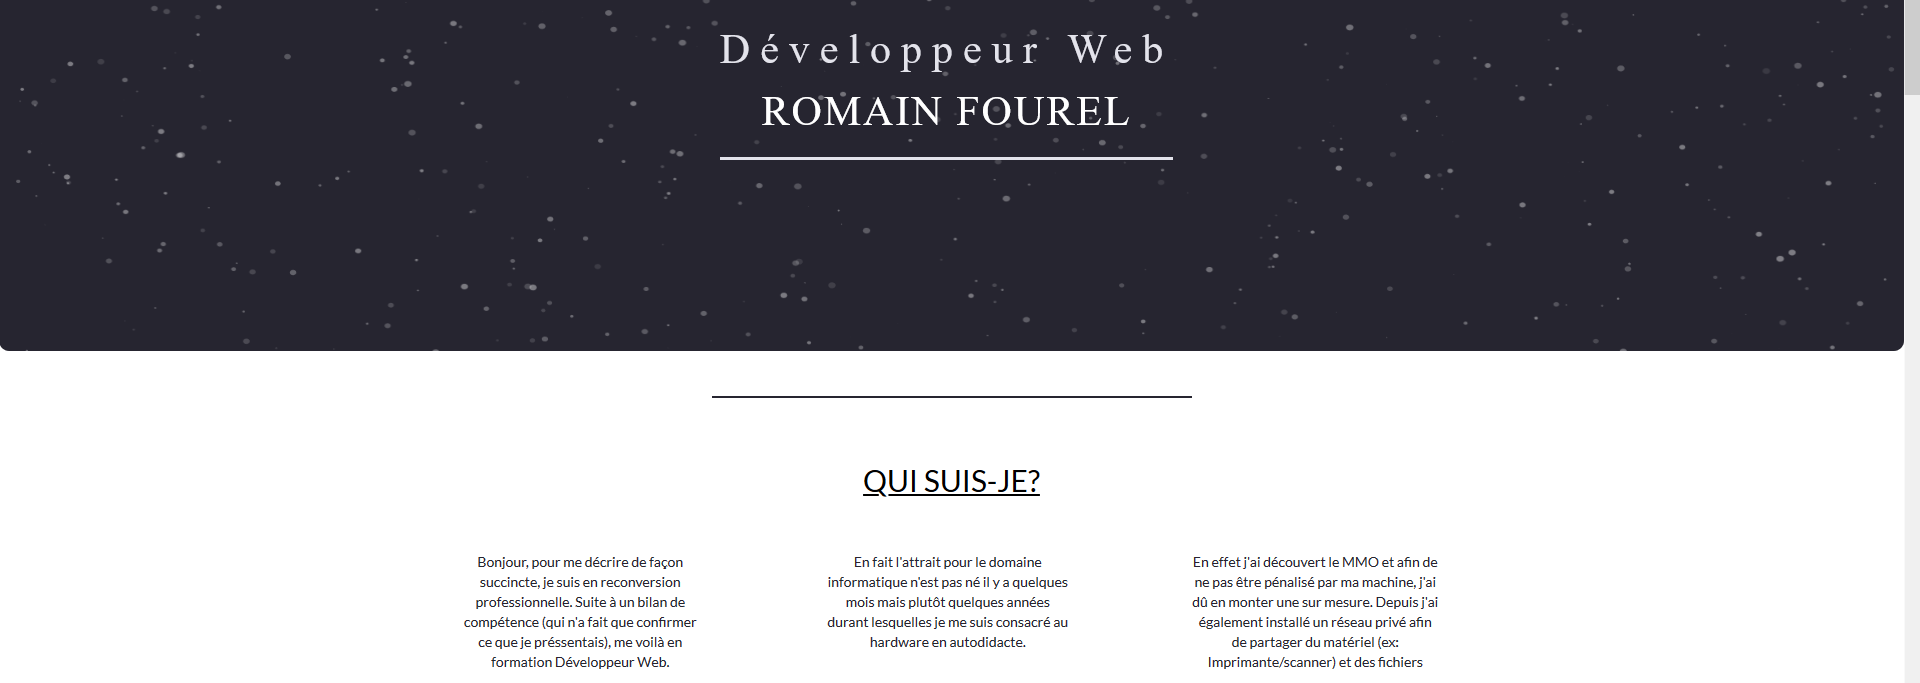 Développeur Web
ROMAIN FOUREL
QUI SUIS-JE?
Bonjour, pour me décrire de façon
succincte, je suis en reconversion
professionnelle. Suite à un bilan de
compétence (qui n'a fait que confirmer
ce que je préssentais), me voilà en
formation Développeur Web.
En fait l'attrait pour le domaine
informatique n'est pas né il y a quelques
mois mais plutôt quelques années
durant lesquelles je me suis consacré au
hardware en autodidacte.
En effet j'ai découvert le MMO et afin de
ne pas être pénalisé par ma machine, j'ai
dû en monter une sur mesure. Depuis j'ai
également installé un réseau privé afin
de partager du matériel (ex:
Imprimante/scanner) et des fichiers